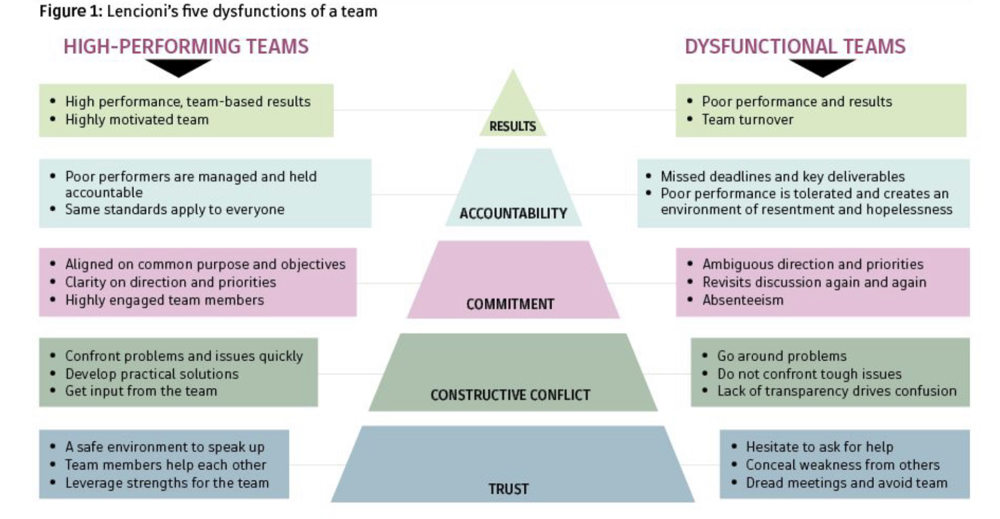 Figure 1: Lencioni's five dysfunctions of a team
HIGH-PERFORMING TEAMS
DYSFUNCTIONAL TEAMS
• High performance, team-based results
• Highly motivated team
RESULTS
• Poor performance and results
• Team turnover
• Poor performers are managed and held
accountable
• Same standards apply to everyone
ACCOUNTABILITY
• Missed deadlines and key deliverables
• Poor performance is tolerated and creates an
environment of resentment and hopelessness
• Aligned on common purpose and objectives
• Clarity on direction and priorities
• Highly engaged team members
COMMITMENT
• Ambiguous direction and priorities
• Revisits discussion again and again
• Absenteeism
• Confront problems and issues quickly
• Develop practical solutions
• Get input from the team
CONSTRUCTIVE CONFLICT
• Go around problems
• Do not confront tough issues
• Lack of transparency drives confusion
• A safe environment to speak up
• Team members help each other
• Leverage strengths for the team
TRUST
• Hesitate to ask for help
• Conceal weakness from others
• Dread meetings and avoid team